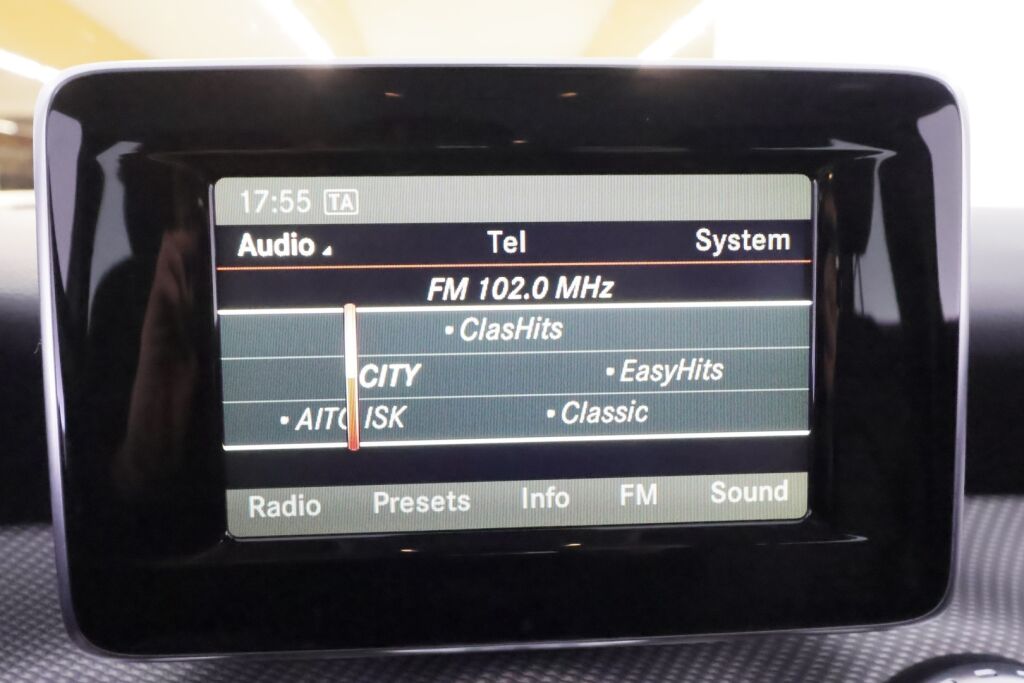 17:55 TA
Audio Tel System
FM 102.0 MHz
• ClasHits
CITY • EasyHits
• ISK • Classic
Radio Presets Info FM Sound